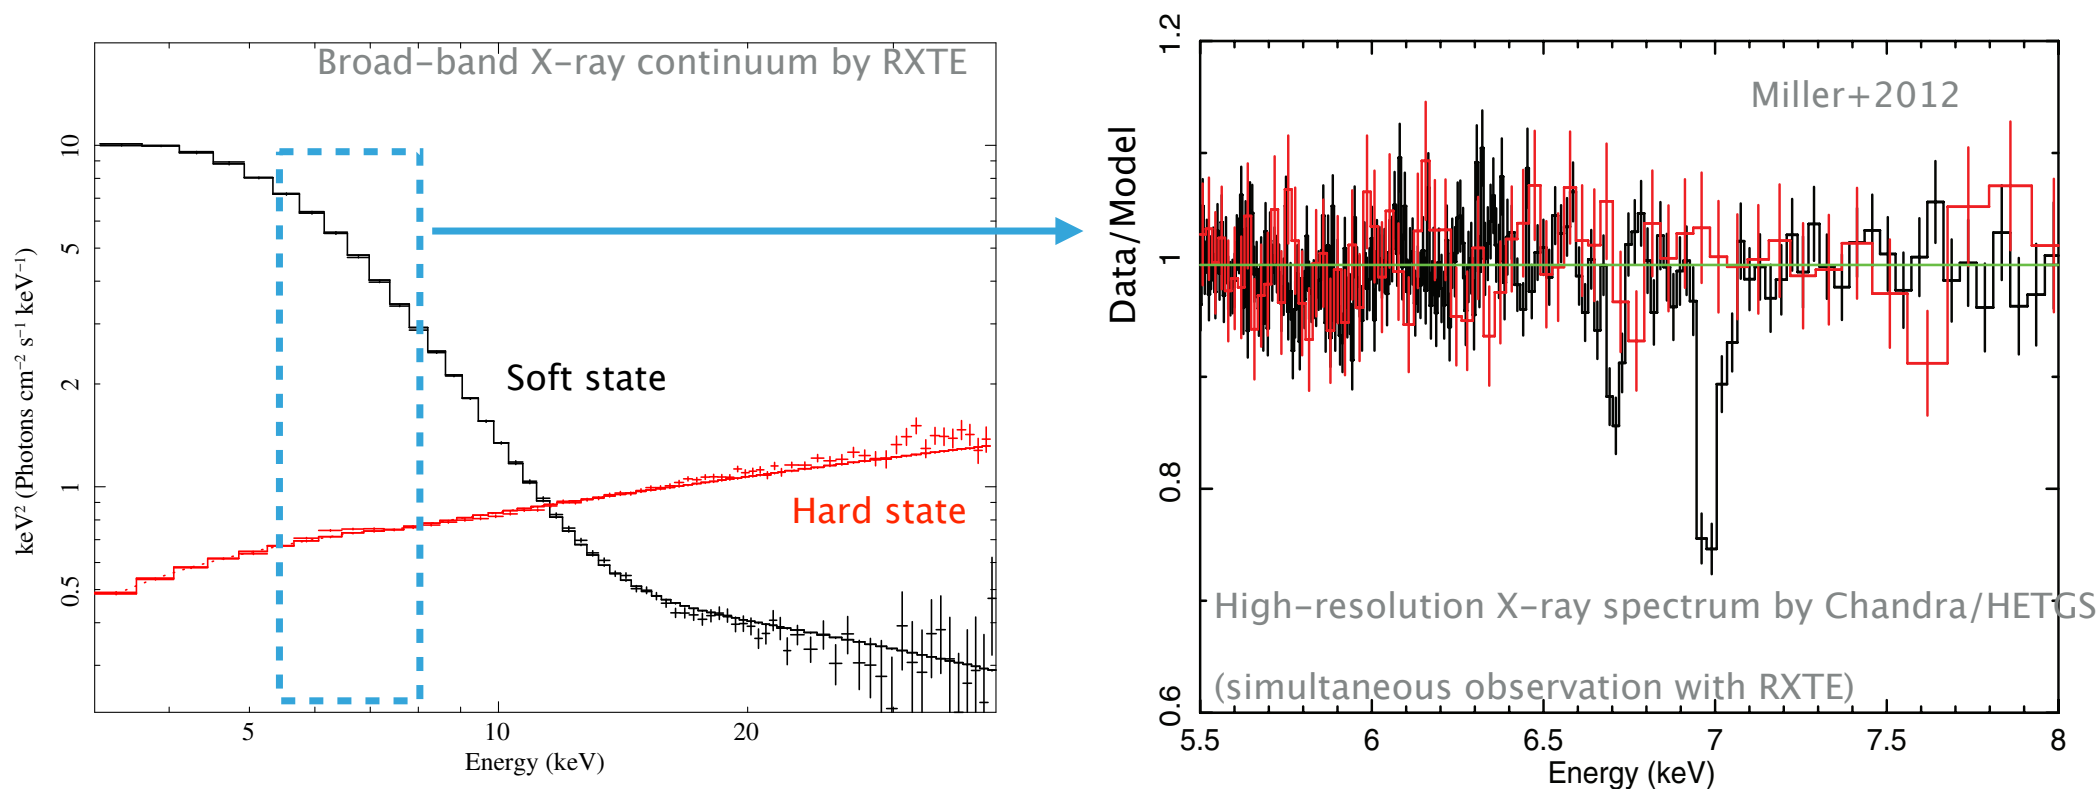 Broad-band X-ray continuum by RXTE
10
5
2
1
0.5
keV² (Photons cm⁻² s⁻¹ keV⁻¹)
Soft state
Hard state
5
10
20
Energy (keV)
1.2
1
0.8
0.6
Data/Model
Miller+2012
High-resolution X-ray spectrum by Chandra/HETGS
(simultaneous observation with RXTE)
5.5
6
6.5
7
7.5
8
Energy (keV)